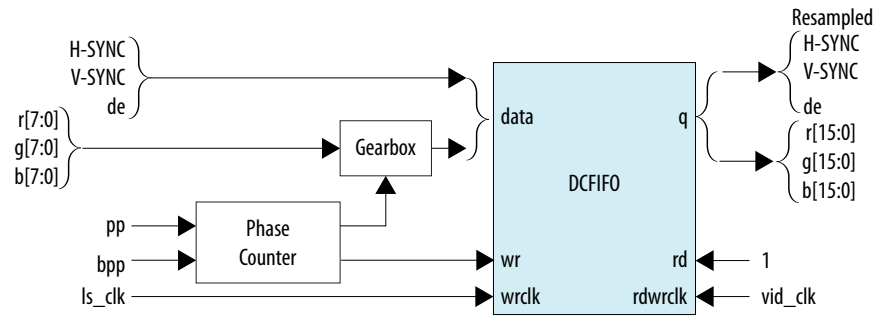 Resampled
H-SYNC
V-SYNC
de
r[7:0]
g[7:0]
b[7:0]
Gearbox
pp
bpp
Phase
Counter
ls_clk
data
q
DCFIFO
wr
rd
wrclk
rdwrclk
H-SYNC
V-SYNC
de
r[15:0]
g[15:0]
b[15:0]
1
vid_clk